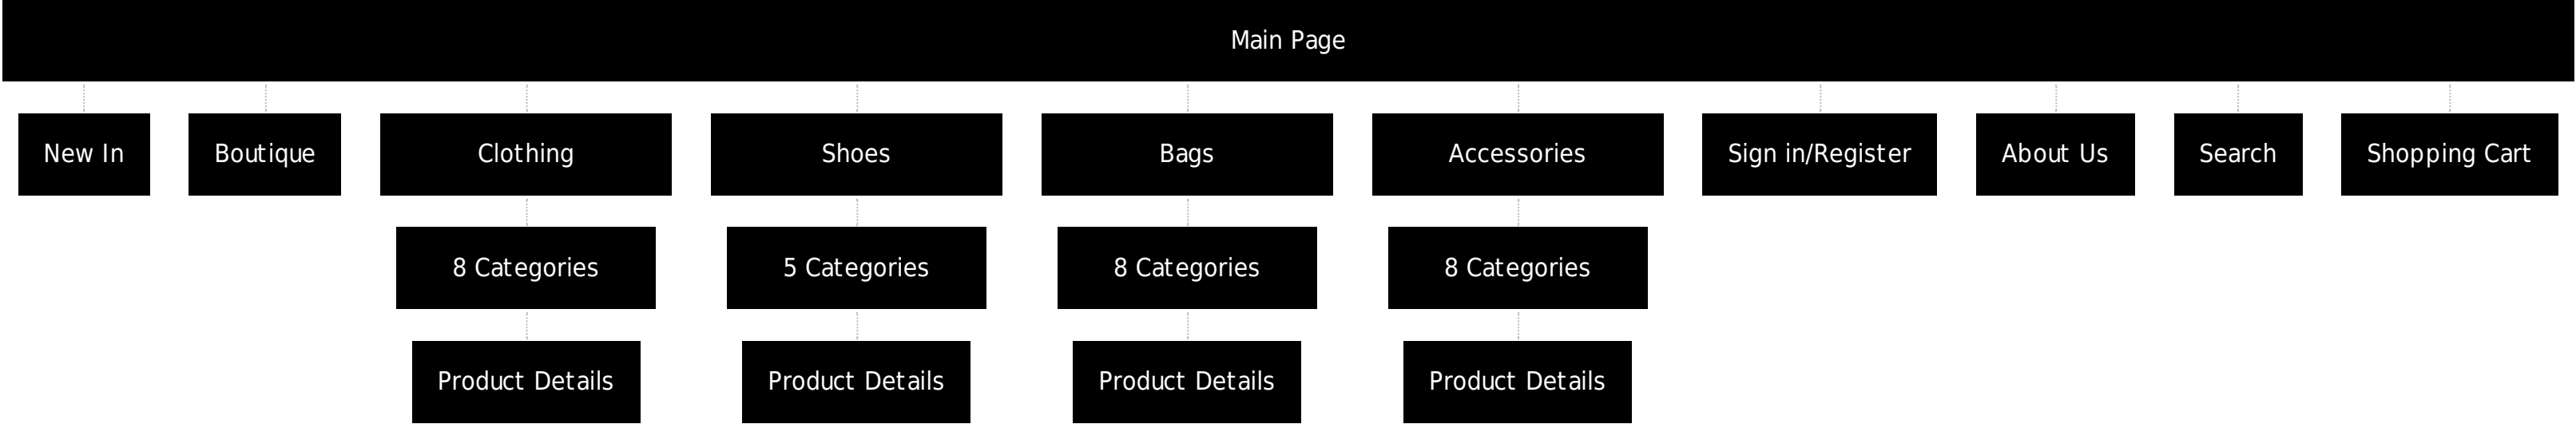 Main Page
New In
Boutique
Clothing
Shoes
Bags
Accessories
Sign in/Register
About Us
Search
Shopping Cart
8 Categories
5 Categories
8 Categories
8 Categories
Product Details
Product Details
Product Details
Product Details